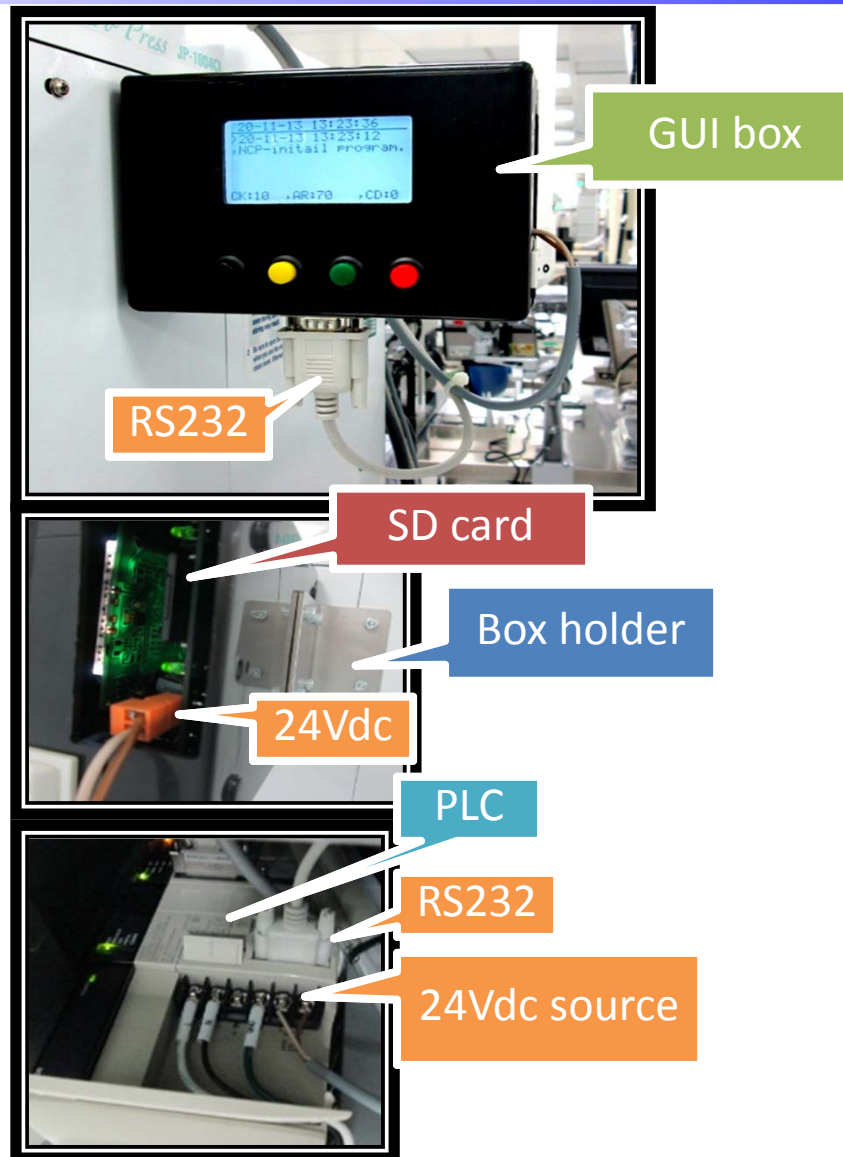 Press JP-1004CL
20-11-13 13:23:36
>20-11-13 13:23:12
,NCP-initail program.
CK:10 ,AR:70 ,CD:0
GUI box
RS232
SD card
Box holder
24Vdc
PLC
RS232
24Vdc source